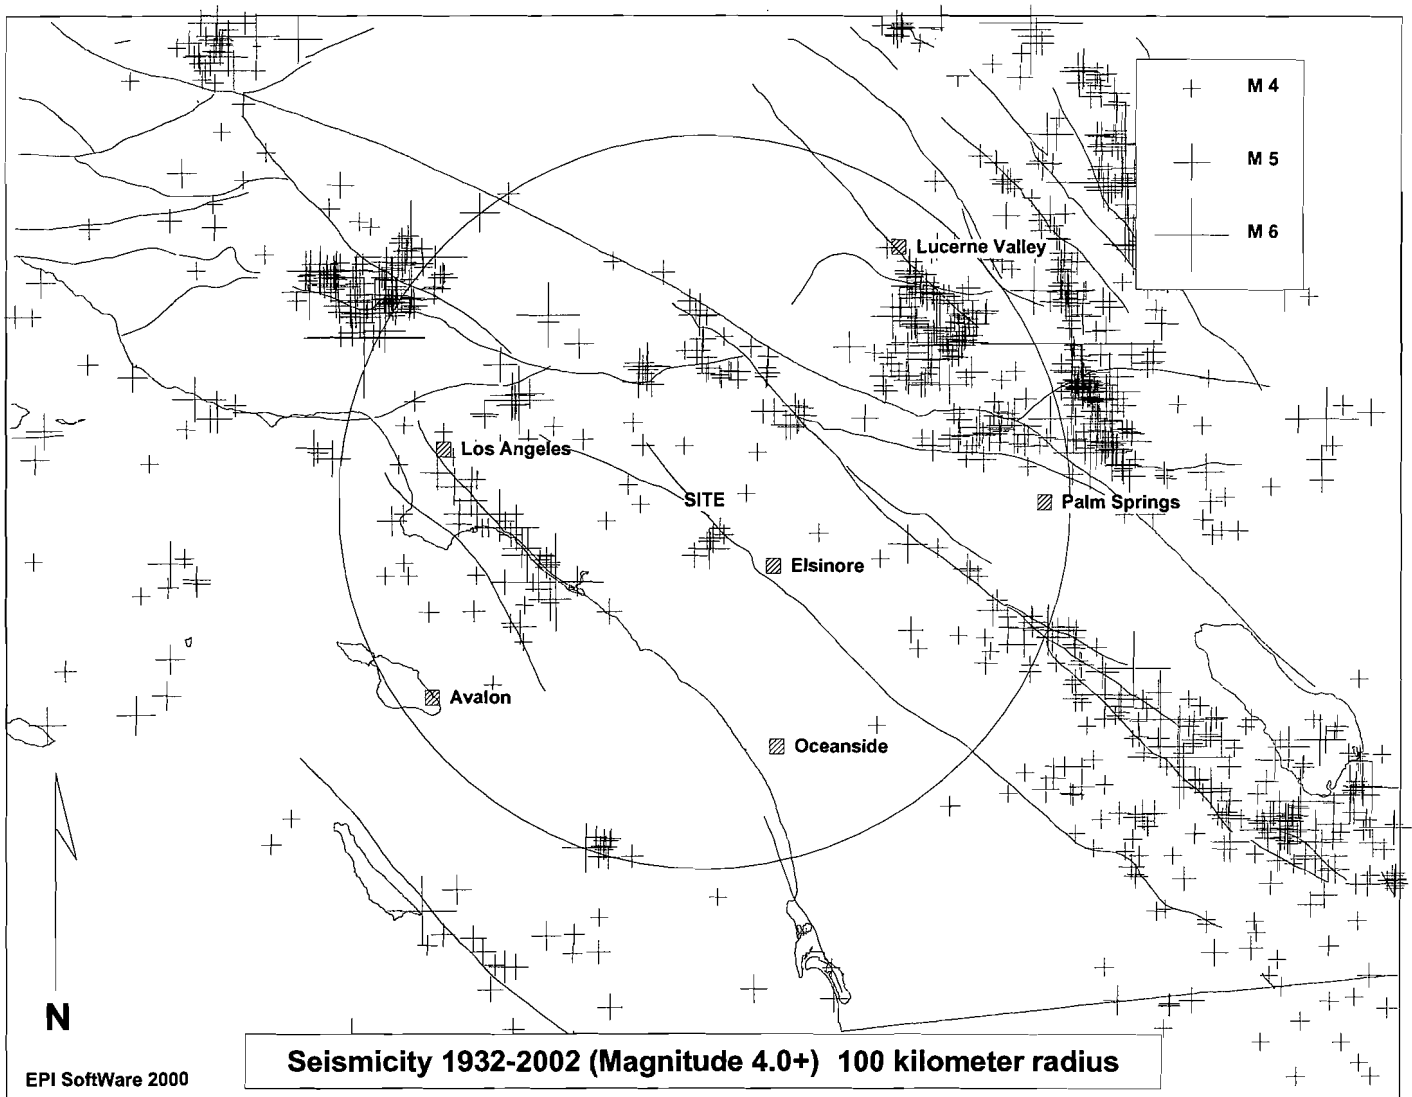 M 4
M 5
M 6
Lucerne Valley
Los Angeles
SITE
Palm Springs
Elsinore
Avalon
Oceanside
N
Seismicity 1932-2002 (Magnitude 4.0+) 100 kilometer radius
EPI SoftWare 2000